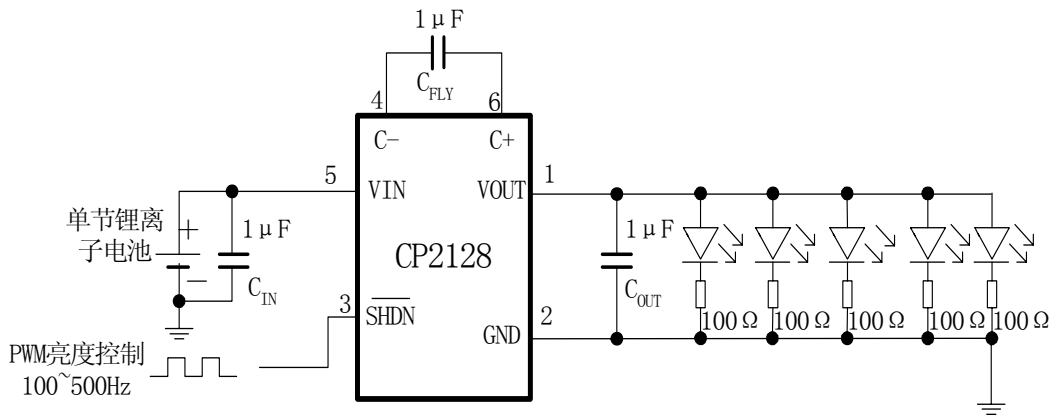 1μF
C_FLY
4
6
C-
C+
5
VIN
VOUT
1
单节锂离
子电池
+
1μF
C_IN
CP2128
1μF
C_OUT
3
SHDN
GND
2
100Ω
100Ω
100Ω
100Ω
100Ω
PWM亮度控制
100~500Hz